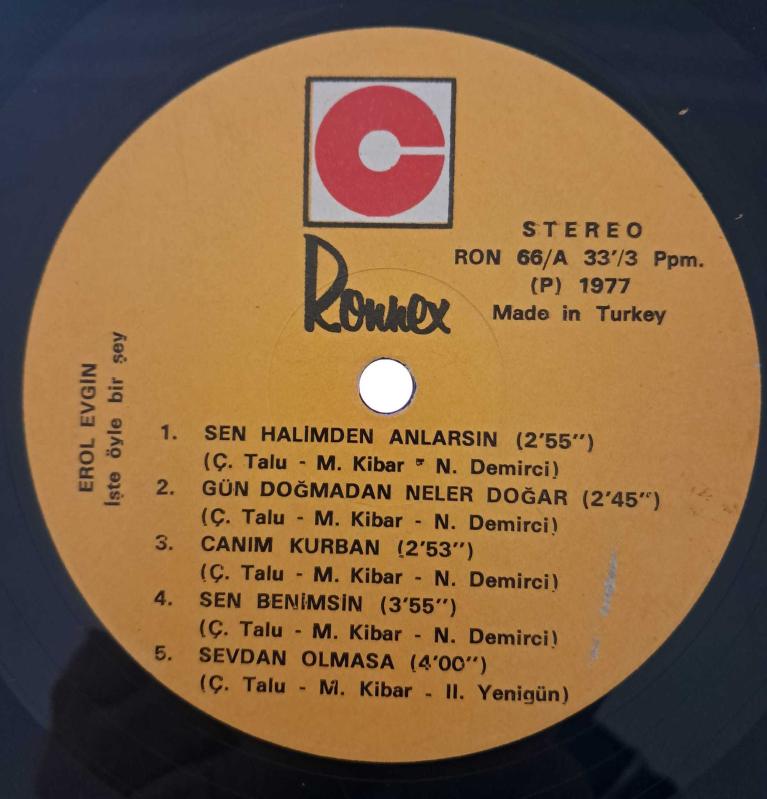 STEREO
RON 66/A 33'/3 Ppm.
(P) 1977
Made in Turkey
Ronnex
EROL EVGİN
İşte öyle bir şey
1. SEN HALİMDEN ANLARSIN (2'55")
(Ç. Talu - M. Kibar - N. Demirci)
2. GÜN DOĞMADAN NELER DOĞAR (2'45")
(Ç. Talu - M. Kibar - N. Demirci)
3. CANIM KURBAN (2'53")
(Ç. Talu - M. Kibar - N. Demirci)
4. SEN BENİMSİN (3'55")
(Ç. Talu - M. Kibar - N. Demirci)
5. SEVDAN OLMASA (4'00")
(Ç. Talu - M. Kibar - II. Yenigün)